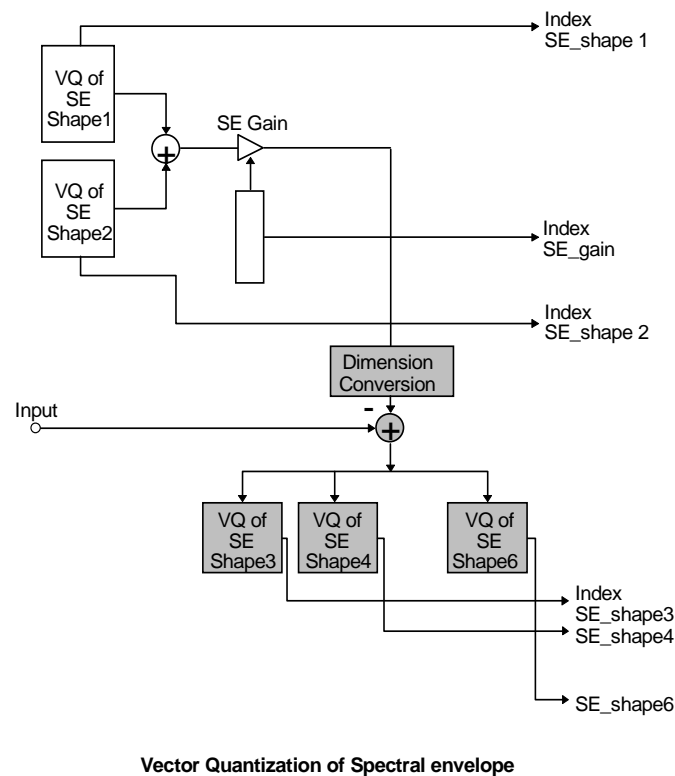 Index
SE_shape 1
VQ of
SE
Shape1
SE Gain
+
VQ of
SE
Shape2
Index
SE_gain
Index
SE_shape 2
Dimension
Conversion
-
Input
+
VQ of
SE
Shape3
VQ of
SE
Shape4
VQ of
SE
Shape6
Index
SE_shape3
SE_shape4
SE_shape6
Vector Quantization of Spectral envelope